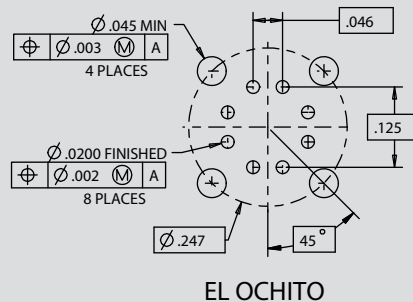 ⌀.045 MIN
⌖ ⌀.003 Ⓜ A
4 PLACES
.046
.125
⌀.0200 FINISHED
⌖ ⌀.002 Ⓜ A
8 PLACES
⌀.247
45°
EL OCHITO